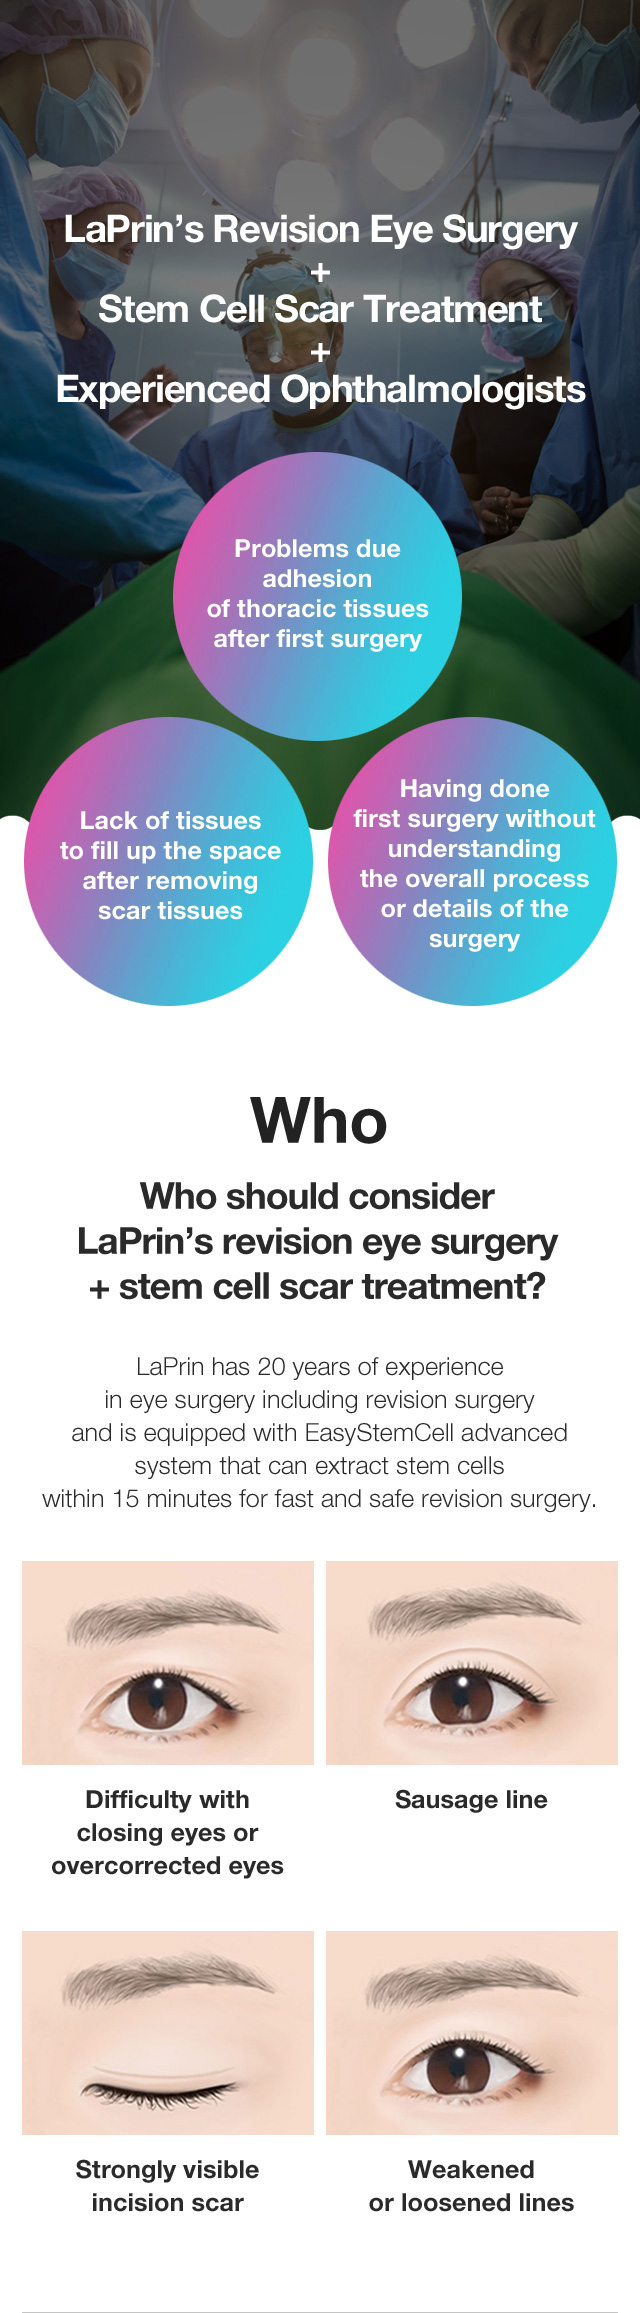 LaPrin’s Revision Eye Surgery
+
Stem Cell Scar Treatment
+
Experienced Ophthalmologists
Problems due
adhesion
of thoracic tissues
after first surgery
Lack of tissues
to fill up the space
after removing
scar tissues
Having done
first surgery without
understanding
the overall process
or details of the
surgery
Who
Who should consider
LaPrin’s revision eye surgery
+ stem cell scar treatment?
LaPrin has 20 years of experience
in eye surgery including revision surgery
and is equipped with EasyStemCell advanced
system that can extract stem cells
within 15 minutes for fast and safe revision surgery.
Difficulty with
closing eyes or
overcorrected eyes
Sausage line
Strongly visible
incision scar
Weakened
or loosened lines